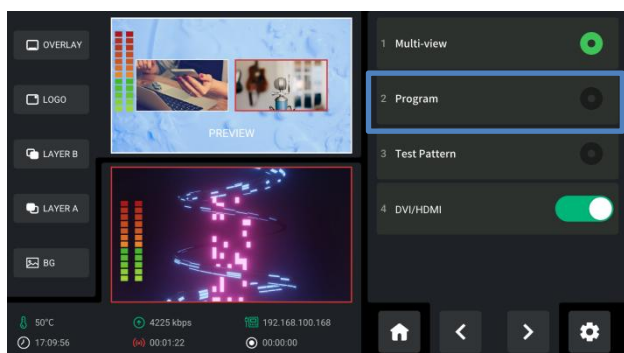 OVERLAY
LOGO
LAYER B
LAYER A
BG
PREVIEW
50°C
4225 kbps
192.168.100.168
17:09:56
00:01:22
00:00:00
1 Multi-view
2 Program
3 Test Pattern
4 DVI/HDMI